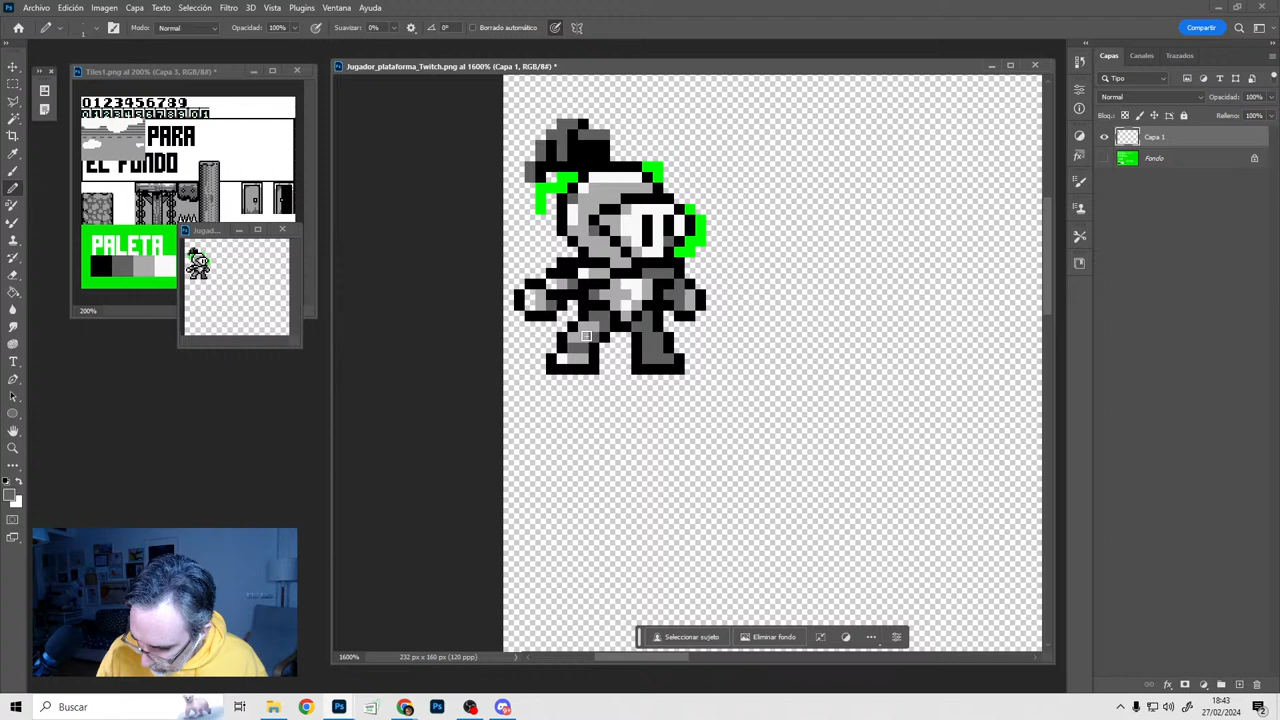 Archivo Edición Imagen Capa Texto Selección Filtro 3D Vista Plugins Ventana Ayuda
1 Modo: Normal Opacidad: 100% Suavizar: 0% 0° Borrado automático Compartir
Tiles1.png al 200% (Capa 3, RGB/8#) *
Jugador_plataforma_Twitch.png al 1600% (Capa 1, RGB/8#) *
Capas Canales Trazados
Tipo
Normal Opacidad: 100%
Relleno: 100%
Capa 1
Fondo
0123456789
PARA
EL FONDO
PALETA
Jugad...
200%
Seleccionar sujeto Eliminar fondo
1600% 232 px x 160 px (120 ppp)
Buscar
18:43
27/02/2024
2